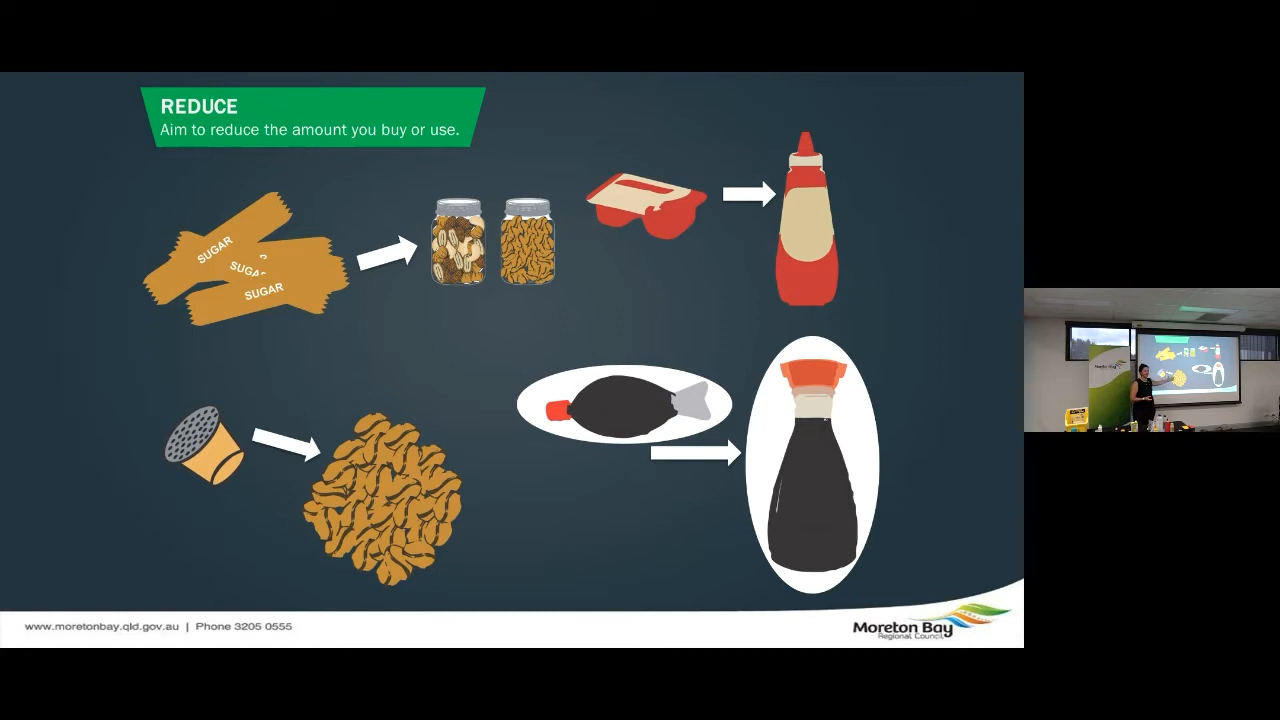 REDUCE
Aim to reduce the amount you buy or use.
SUGAR
SUGA
SUGAR
www.moretonbay.qld.gov.au | Phone 3205 0555
Moreton Bay
Regional Council